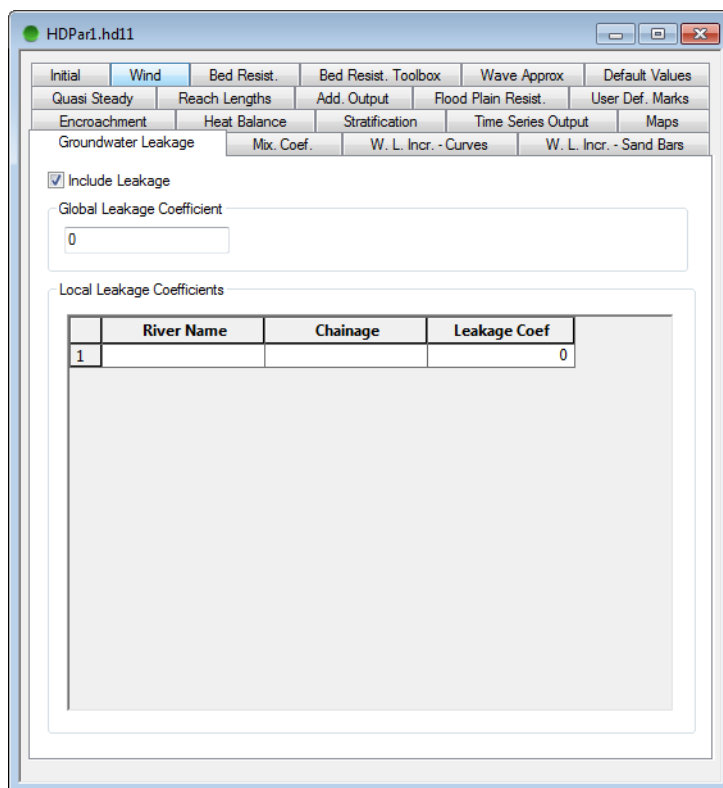 HDPar1.hd11
Initial Wind Bed Resist. Bed Resist. Toolbox Wave Approx Default Values
Quasi Steady Reach Lengths Add. Output Flood Plain Resist. User Def. Marks
Encroachment Heat Balance Stratification Time Series Output Maps
Groundwater Leakage Mix. Coef. W. L. Incr. - Curves W. L. Incr. - Sand Bars
Include Leakage
Global Leakage Coefficient
0
Local Leakage Coefficients
River Name Chainage Leakage Coef
1 0